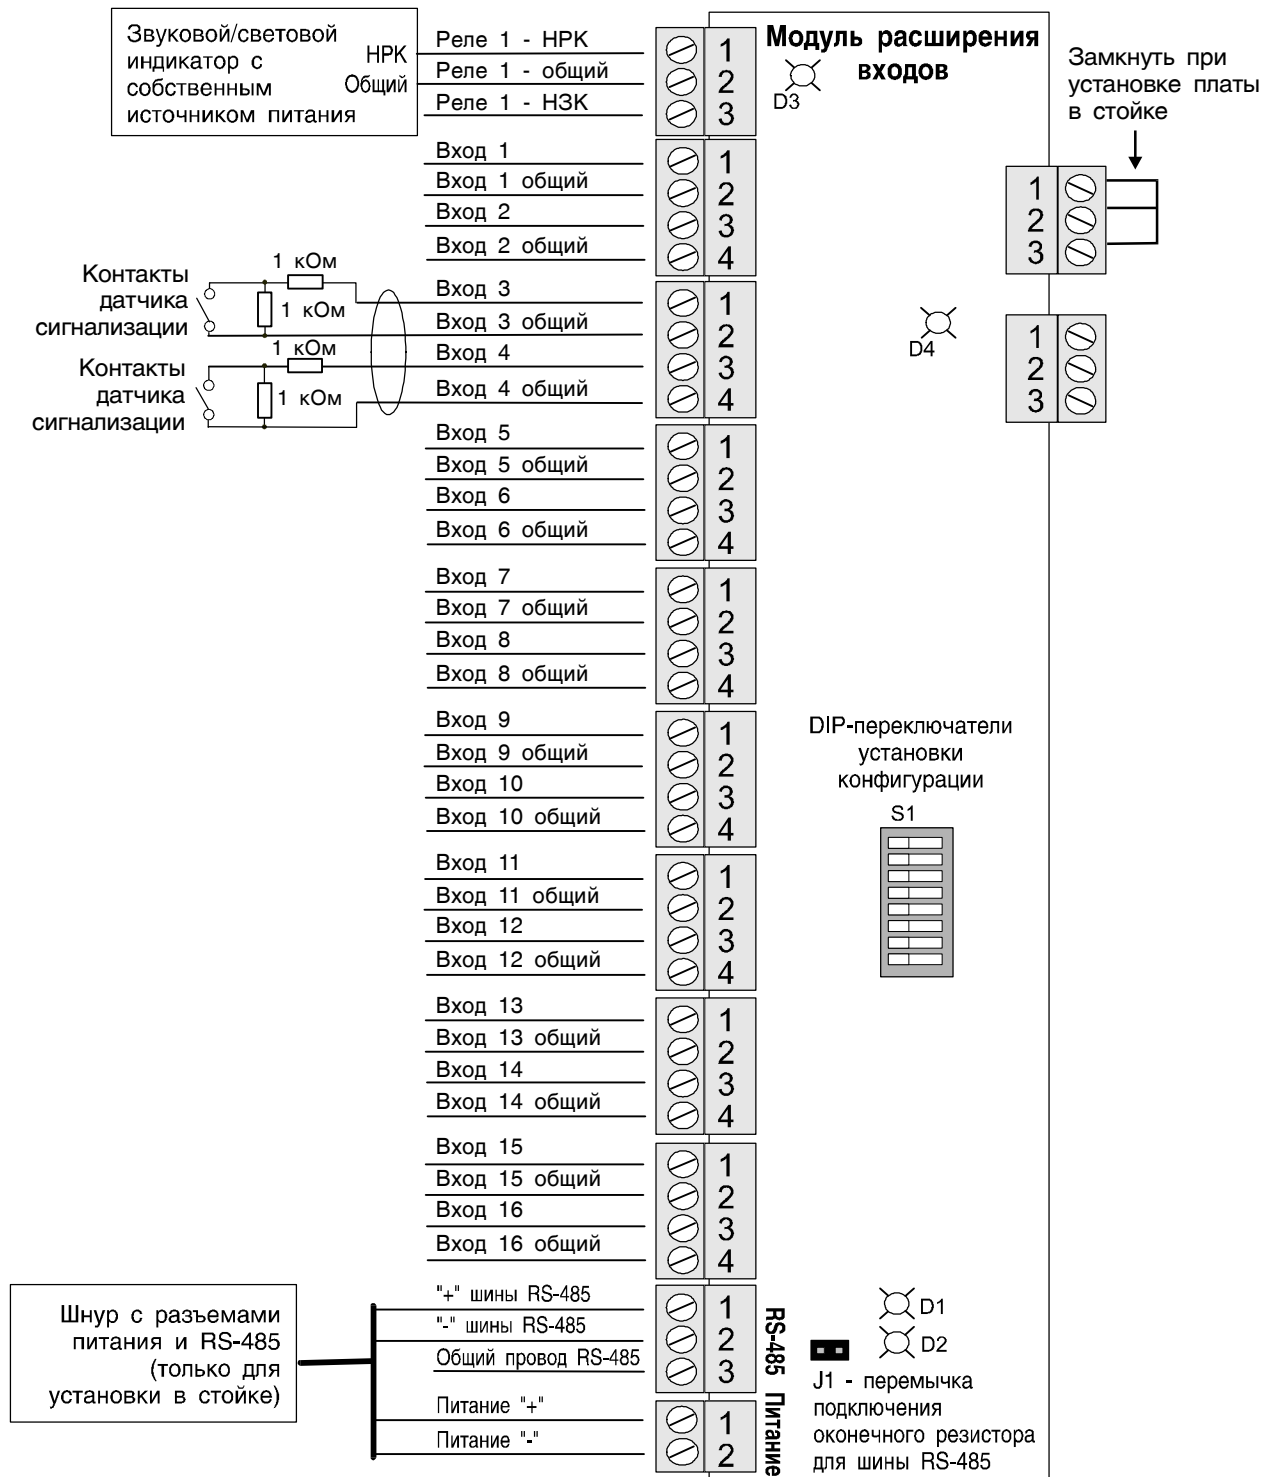 Звуковой/световой
индикатор с
собственным
источником питания
НРК
Общий
Реле 1 - НРК
Реле 1 - общий
Реле 1 - НЗК
1
2
3
Модуль расширения
входов
D3
Замкнуть при
установке платы
в стойке
1
2
3
Вход 1
Вход 1 общий
Вход 2
Вход 2 общий
1
2
3
4
Контакты
датчика
сигнализации
1 кОм
1 кОм
Контакты
датчика
сигнализации
1 кОм
1 кОм
Вход 3
Вход 3 общий
Вход 4
Вход 4 общий
1
2
3
4
D4
1
2
3
Вход 5
Вход 5 общий
Вход 6
Вход 6 общий
1
2
3
4
Вход 7
Вход 7 общий
Вход 8
Вход 8 общий
1
2
3
4
Вход 9
Вход 9 общий
Вход 10
Вход 10 общий
1
2
3
4
DIP-переключатели
установки
конфигурации
S1
Вход 11
Вход 11 общий
Вход 12
Вход 12 общий
1
2
3
4
Вход 13
Вход 13 общий
Вход 14
Вход 14 общий
1
2
3
4
Вход 15
Вход 15 общий
Вход 16
Вход 16 общий
1
2
3
4
Шнур с разъемами
питания и RS-485
(только для
установки в стойке)
"+" шины RS-485
"-" шины RS-485
Общий провод RS-485
1
2
3
RS-485
Питание "+"
Питание "-"
1
2
Питание
D1
D2
J1 - перемычка
подключения
оконечного резистора
для шины RS-485